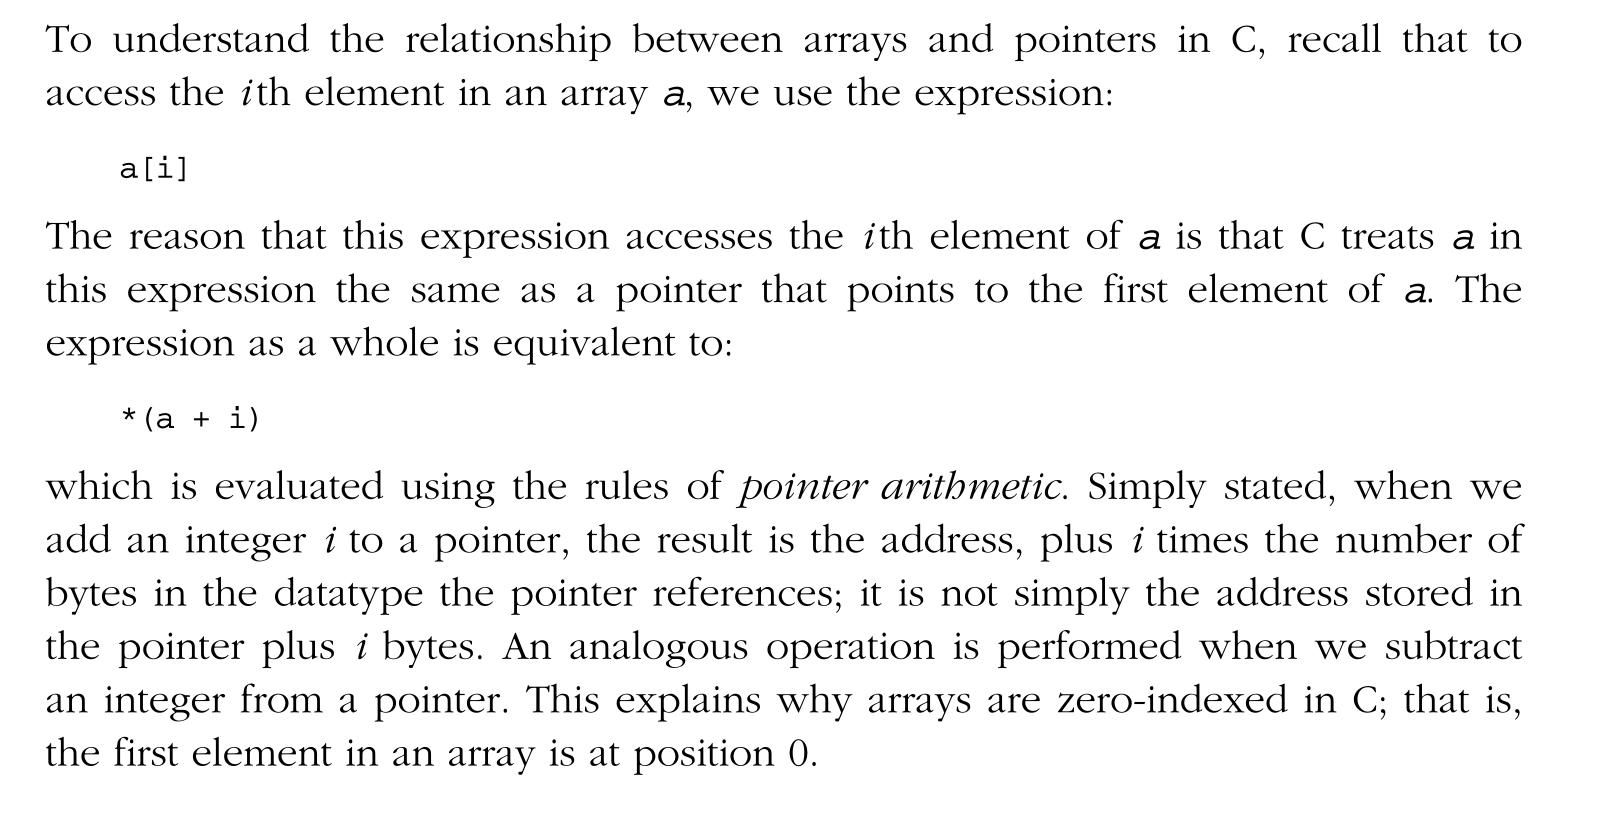 To understand the relationship between arrays and pointers in C, recall that to
access the ith element in an array a, we use the expression:
a[i]
The reason that this expression accesses the ith element of a is that C treats a in
this expression the same as a pointer that points to the first element of a. The
expression as a whole is equivalent to:
*(a + i)
which is evaluated using the rules of pointer arithmetic. Simply stated, when we
add an integer i to a pointer, the result is the address, plus i times the number of
bytes in the datatype the pointer references; it is not simply the address stored in
the pointer plus i bytes. An analogous operation is performed when we subtract
an integer from a pointer. This explains why arrays are zero-indexed in C; that is,
the first element in an array is at position 0.